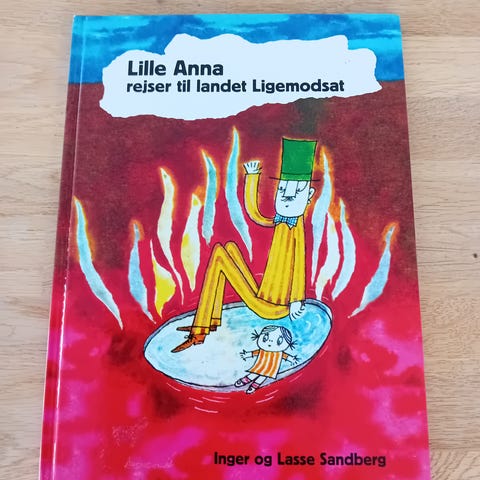 Lille Anna
rejser til landet Ligemodsat
Inger og Lasse Sandberg